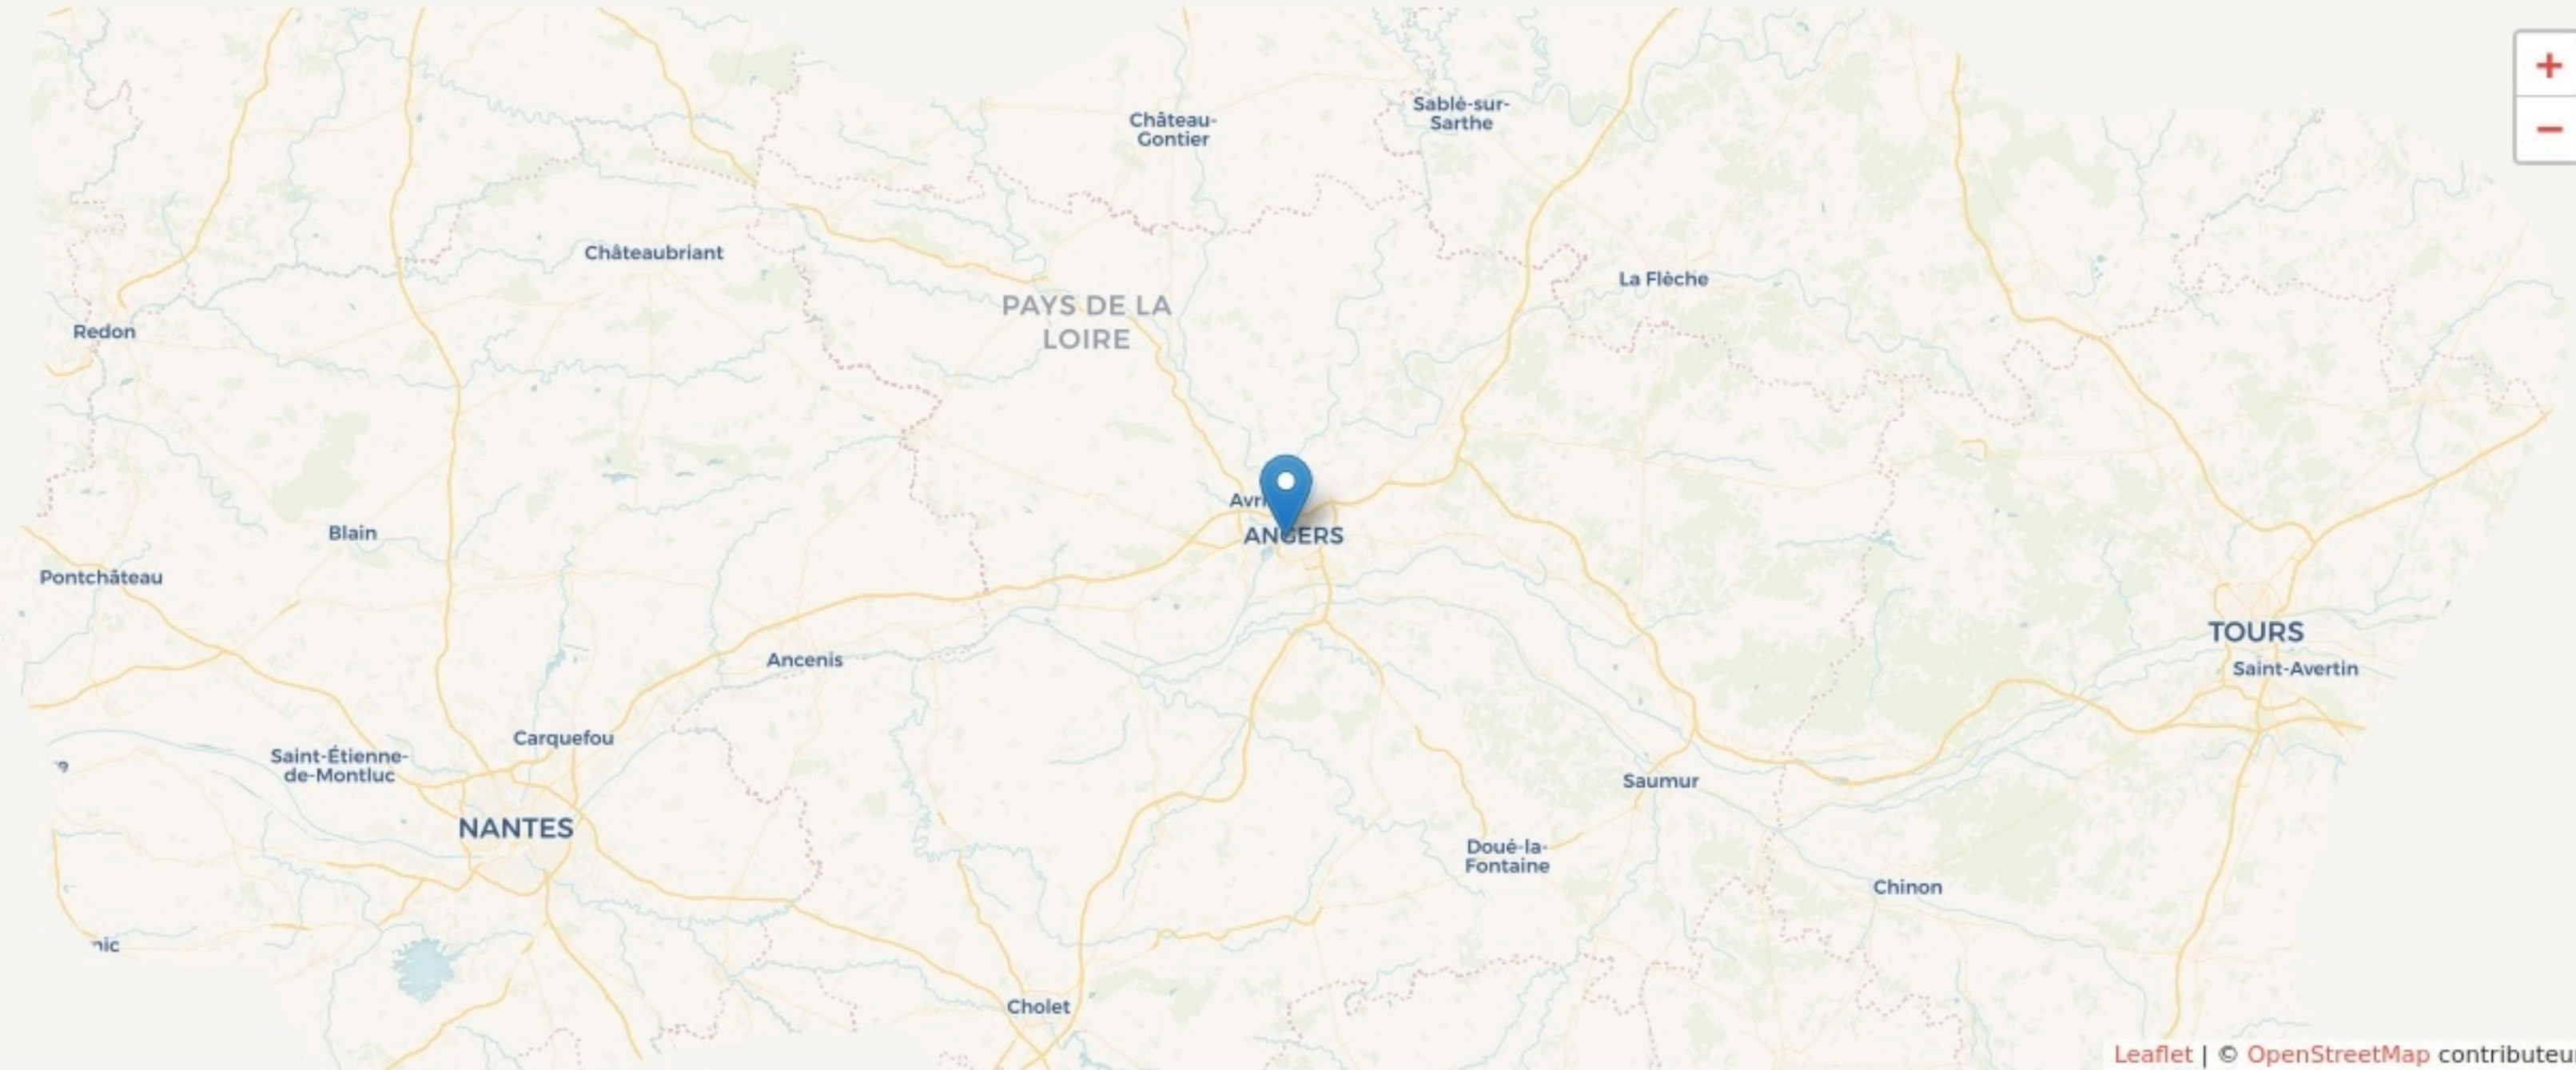 +
−
Château-
Gontier
Sablé-sur-
Sarthe
Châteaubriant
La Flèche
PAYS DE LA
LOIRE
Redon
ANGERS
Blain
Pontchâteau
TOURS
Saint-Avertin
Ancenis
Carquefou
Saint-Étienne-
de-Montluc
Saumur
NANTES
Doué-la-
Fontaine
Chinon
Cholet
Leaflet | © OpenStreetMap